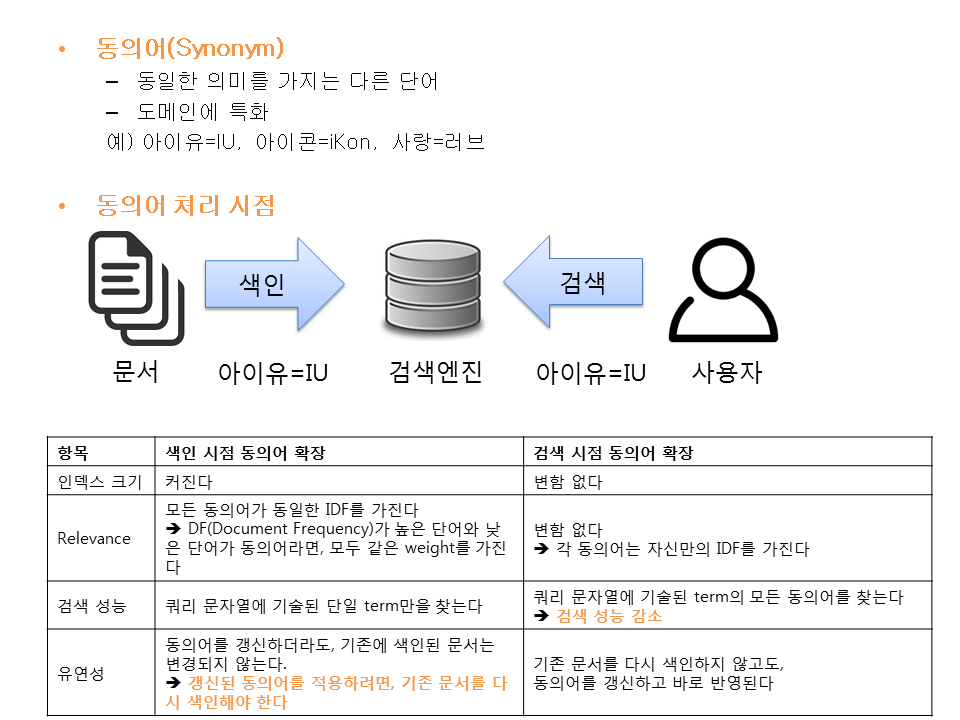 • 동의어(Synonym)
– 동일한 의미를 가지는 다른 단어
– 도메인에 특화
예) 아이유=IU, 아이콘=iKon, 사랑=러브
• 동의어 처리 시점
색인
검색
문서
아이유=IU
검색엔진
아이유=IU
사용자
항목
색인 시점 동의어 확장
검색 시점 동의어 확장
인덱스 크기
커진다
변함 없다
Relevance
모든 동의어가 동일한 IDF를 가진다
➔ DF(Document Frequency)가 높은 단어와 낮
은 단어가 동의어라면, 모두 같은 weight를 가진
다
변함 없다
➔ 각 동의어는 자신만의 IDF를 가진다
검색 성능
쿼리 문자열에 기술된 단일 term만을 찾는다
쿼리 문자열에 기술된 term의 모든 동의어를 찾는다
➔ 검색 성능 감소
유연성
동의어를 갱신하더라도, 기존에 색인된 문서는
변경되지 않는다.
➔ 갱신된 동의어를 적용하려면, 기존 문서를 다
시 색인해야 한다
기존 문서를 다시 색인하지 않고도,
동의어를 갱신하고 바로 반영된다